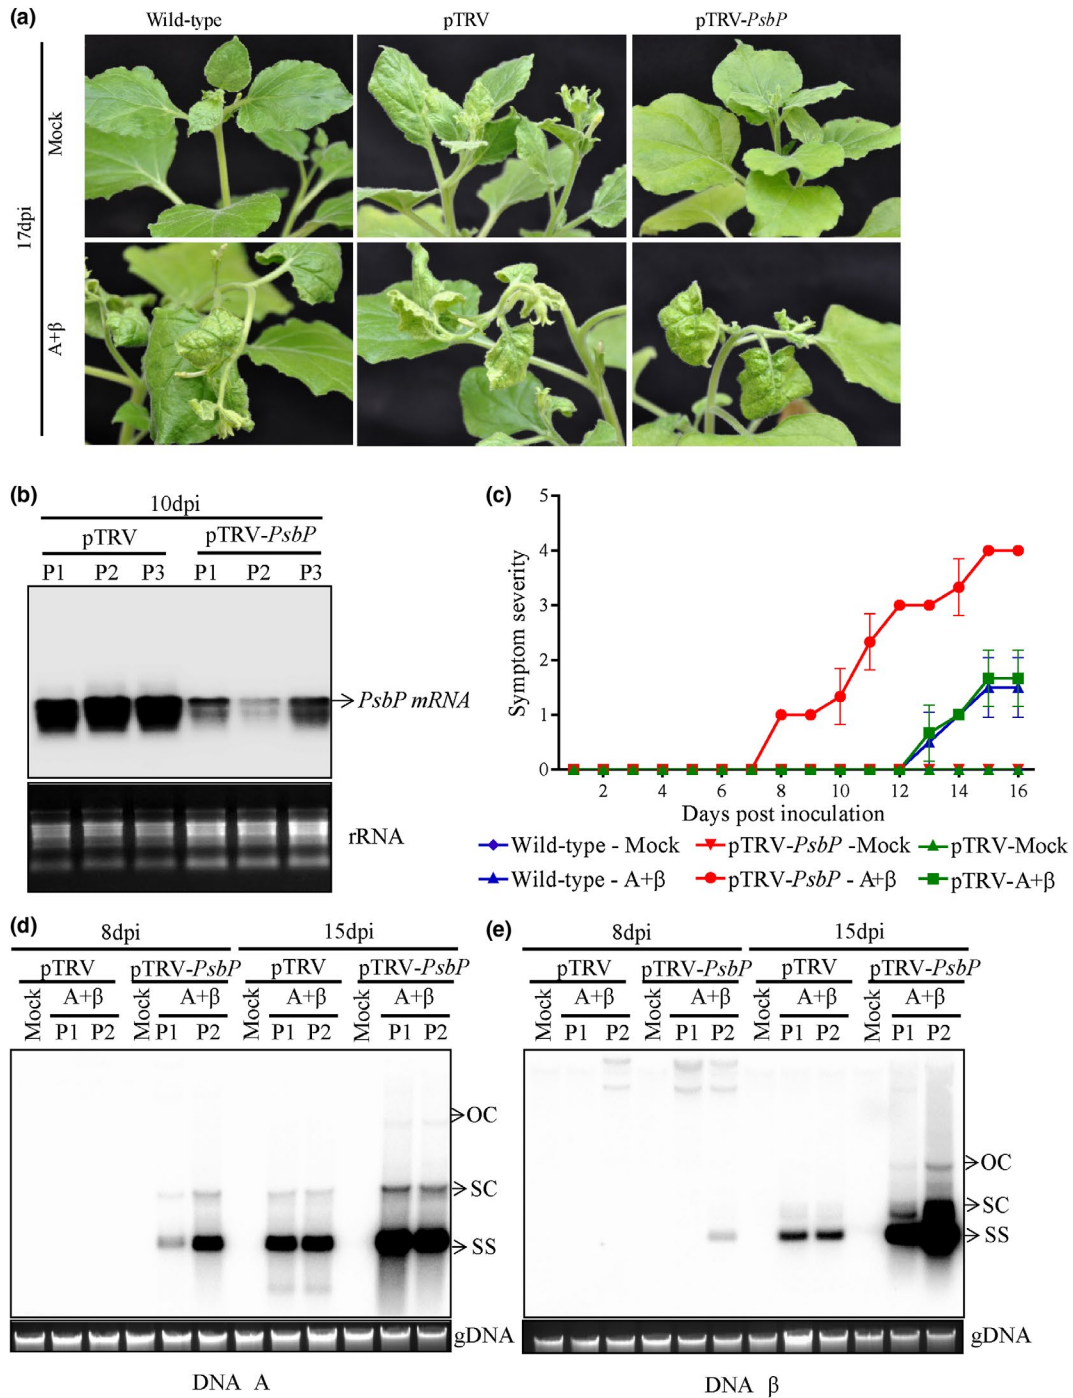 (a)
Wild-type pTRV pTRV-PsbP
17dpi
Mock
A+β
(b)
10dpi
pTRV pTRV-PsbP
P1 P2 P3 P1 P2 P3
PsbP mRNA
rRNA
(c)
Symptom severity
5
4
3
2
1
0
2 4 6 8 10 12 14 16
Days post inoculation
Wild-type - Mock pTRV-PsbP -Mock pTRV-Mock
Wild-type - A+β pTRV-PsbP - A+β pTRV-A+β
(d)
8dpi 15dpi
pTRV pTRV-PsbP pTRV pTRV-PsbP
Mock A+β Mock A+β Mock A+β Mock A+β
P1 P2 P1 P2 P1 P2 P1 P2
OC
SC
SS
gDNA
DNA A
(e)
8dpi 15dpi
pTRV pTRV-PsbP pTRV pTRV-PsbP
Mock A+β Mock A+β Mock A+β Mock A+β
P1 P2 P1 P2 P1 P2 P1 P2
OC
SC
SS
gDNA
DNA β